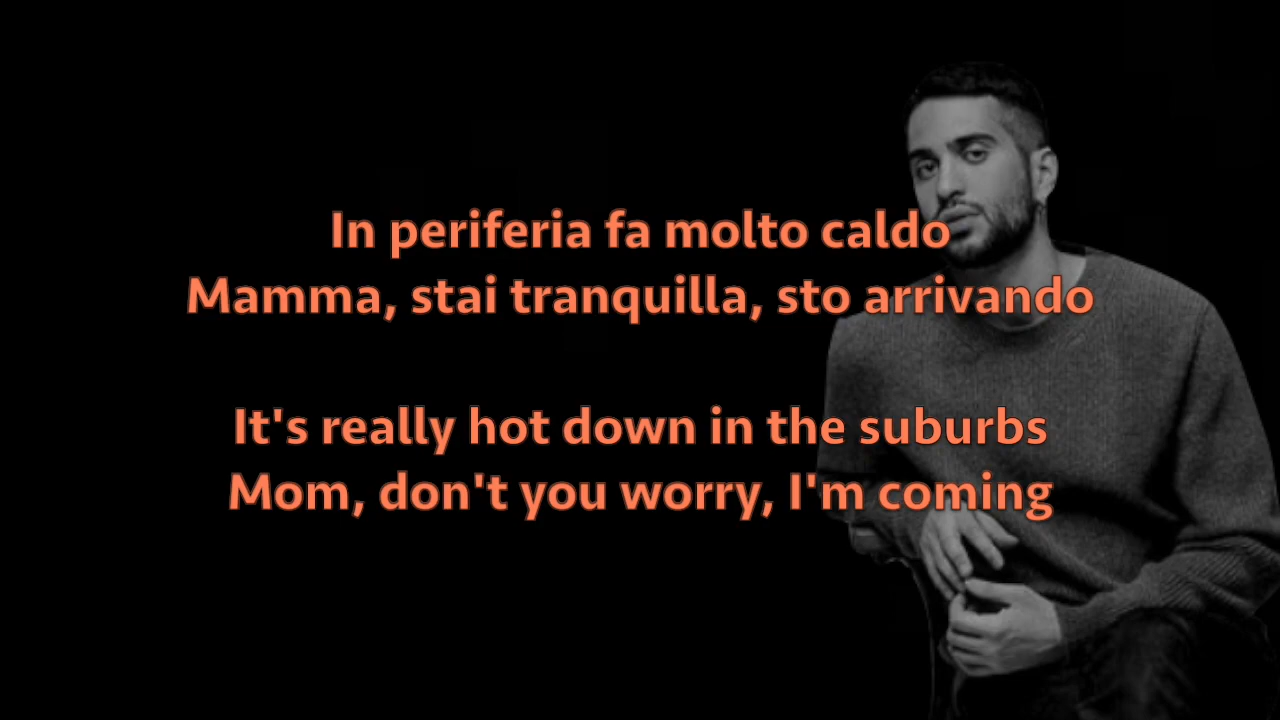 In periferia fa molto caldo
Mamma, stai tranquilla, sto arrivando
It's really hot down in the suburbs
Mom, don't you worry, I'm coming